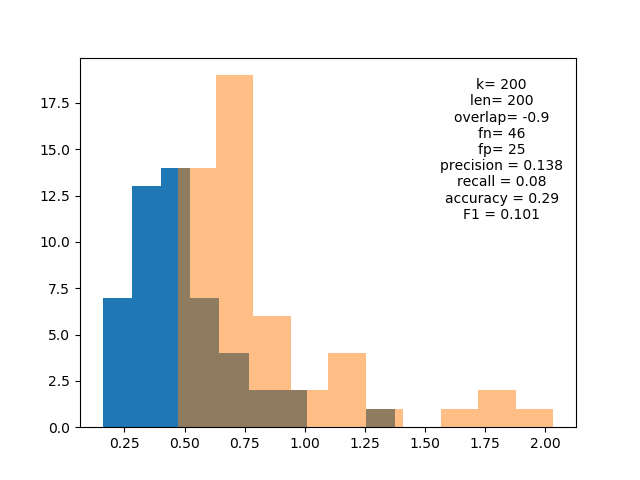 k= 200
len= 200
overlap= -0.9
fn= 46
fp= 25
precision = 0.138
recall = 0.08
accuracy = 0.29
F1 = 0.101
17.5
15.0
12.5
10.0
7.5
5.0
2.5
0.0
0.25 0.50 0.75 1.00 1.25 1.50 1.75 2.00